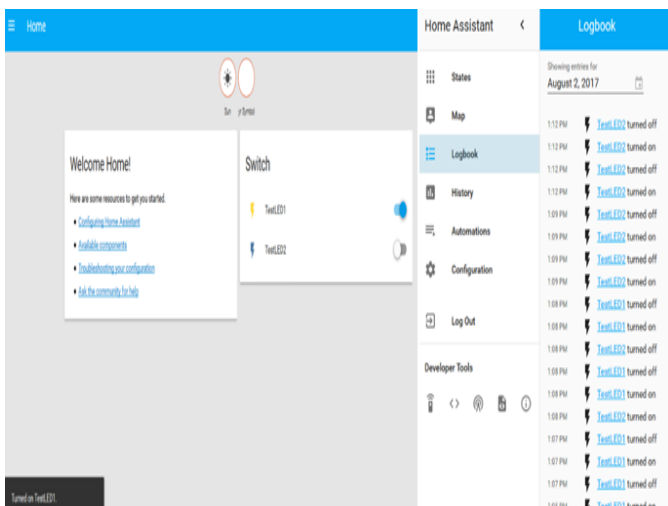 Home
Sun
Welcome Home!
Here are some resources to get you started.
Configuring Home Assistant
Available components
Troubleshooting your configuration
Ask the community for help
Switch
TestLED1
TestLED2
Turned on TestLED1.
Home Assistant
States
Map
Logbook
History
Automations
Configuration
Log Out
Developer Tools
Logbook
Showing entries for
August 2, 2017
1:12 PM TestLED2 turned off
1:12 PM TestLED2 turned on
1:12 PM TestLED2 turned off
1:12 PM TestLED2 turned on
1:09 PM TestLED2 turned off
1:09 PM TestLED2 turned on
1:09 PM TestLED2 turned off
1:09 PM TestLED2 turned on
1:08 PM TestLED1 turned off
1:08 PM TestLED1 turned on
1:08 PM TestLED2 turned off
1:08 PM TestLED1 turned off
1:08 PM TestLED1 turned on
1:08 PM TestLED2 turned on
1:07 PM TestLED1 turned off
1:07 PM TestLED1 turned on
1:07 PM TestLED1 turned off
TestLED1 turned on